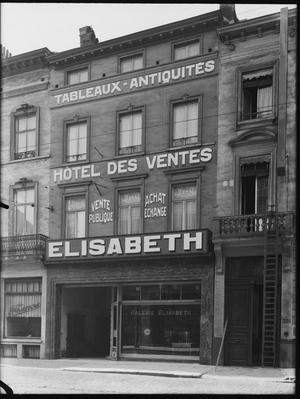 TABLEAUX - ANTIQUITÉS
HOTEL DES VENTES
VENTE
PUBLIQUE
ACHAT
ÉCHANGE
ELISABETH
GALERIE ELISABETH